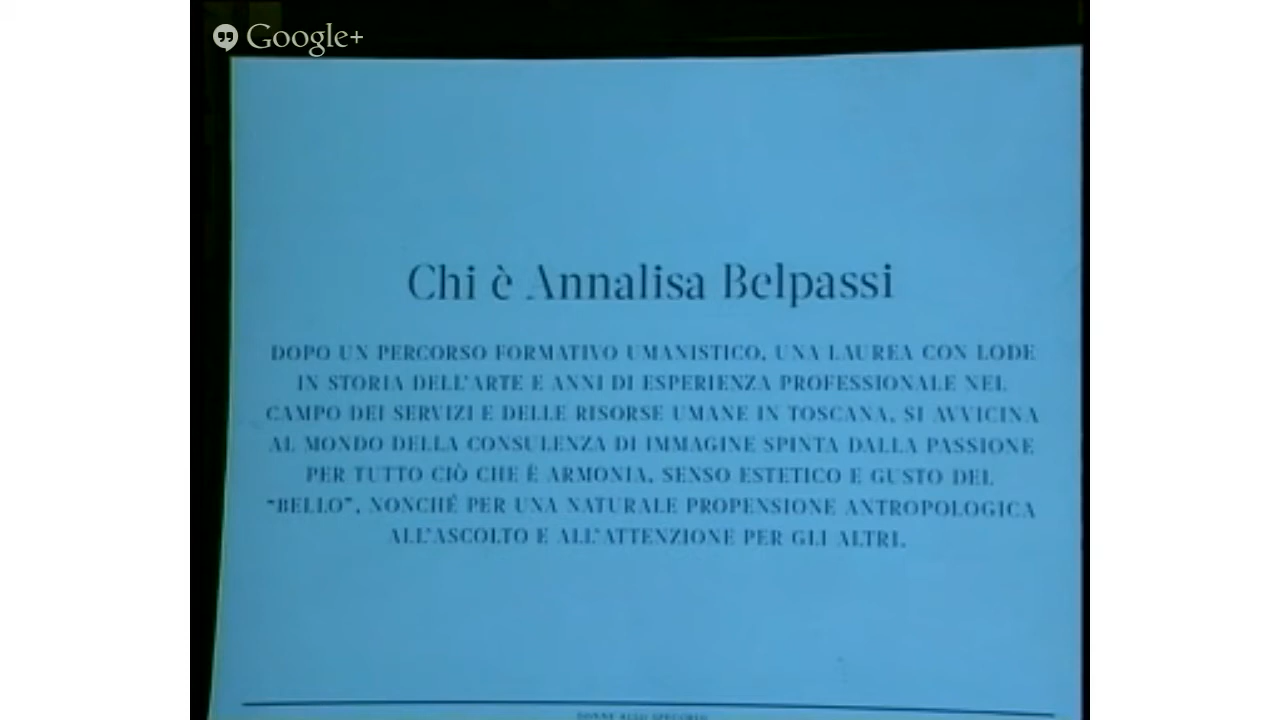 Google+
Chi è Annalisa Belpassi
DOPO UN PERCORSO FORMATIVO UMANISTICO, UNA LAUREA CON LODE
IN STORIA DELL'ARTE E ANNI DI ESPERIENZA PROFESSIONALE NEL
CAMPO DEI SERVIZI E DELLE RISORSE UMANE IN TOSCANA, SI AVVICINA
AL MONDO DELLA CONSULENZA DI IMMAGINE SPINTA DALLA PASSIONE
PER TUTTO CIÒ CHE È ARMONIA, SENSO ESTETICO E GUSTO DEL
"BELLO", NONCHÉ PER UNA NATURALE PROPENSIONE ANTROPOLOGICA
ALL'ASCOLTO E ALL'ATTENZIONE PER GLI ALTRI.
DONNE ALLO SPECCHIO